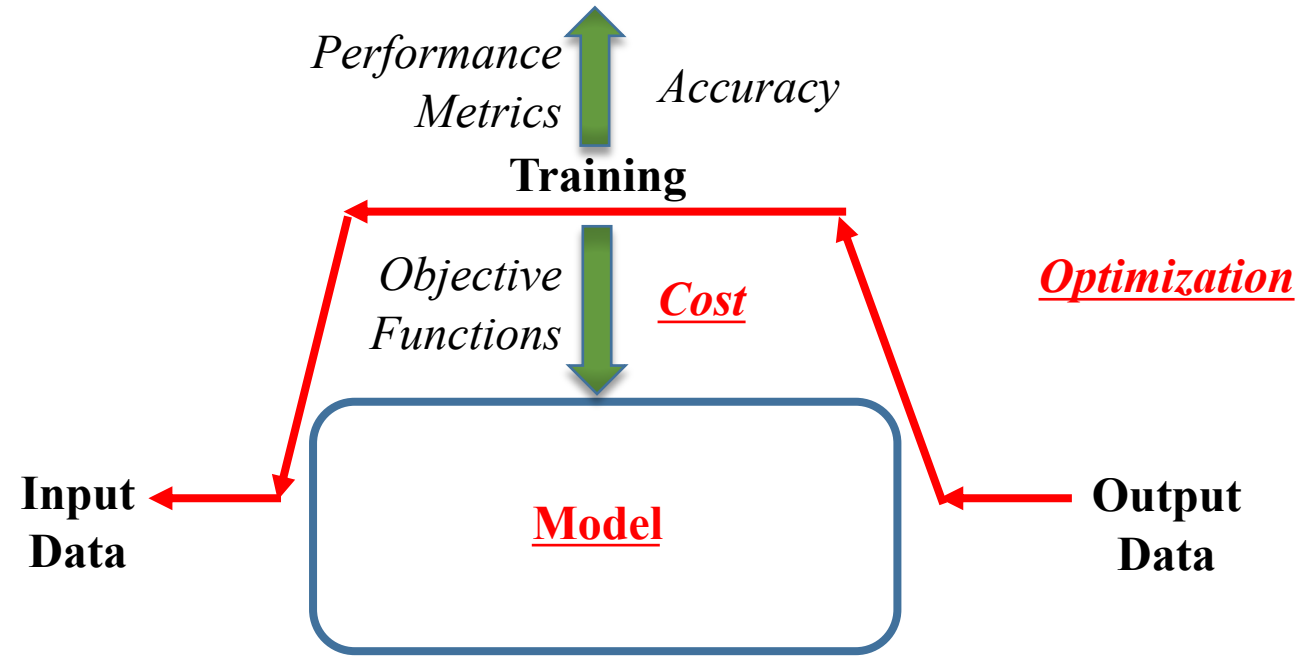 Performance
Metrics
Accuracy
Training
Objective
Functions
Cost
Optimization
Input
Data
Model
Output
Data